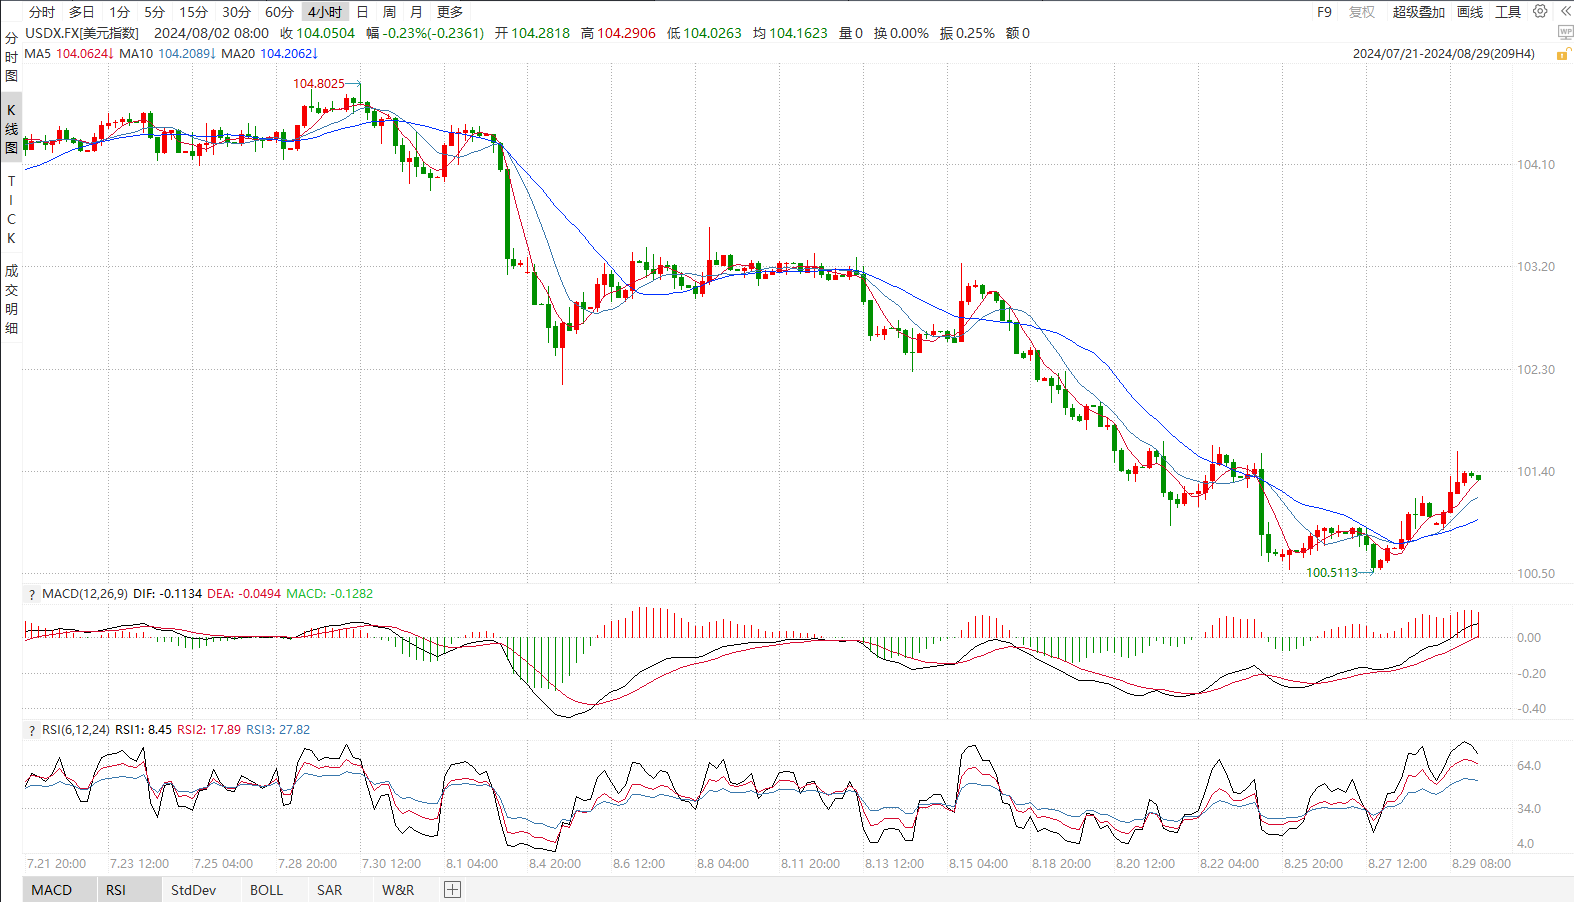 分时 多日 1分 5分 15分 30分 60分 4小时 日 周 月 更多 F9 复权 超级叠加 画线 工具
USDX.FX[美元指数] 2024/08/02 08:00 收 104.0504 幅 -0.23%(-0.2361) 开 104.2818 高 104.2906 低 104.0263 均 104.1623 量 0 换 0.00% 振 0.25% 额 0
WP
MA5 104.0624↓ MA10 104.2089↓ MA20 104.2062↓ 2024/07/21-2024/08/29(209H4)
分时图
K线图
TICK
成交明细
104.8025
104.10
103.20
102.30
101.40
100.5113
100.50
? MACD(12,26,9) DIF: -0.1134 DEA: -0.0494 MACD: -0.1282
0.00
-0.20
-0.40
? RSI(6,12,24) RSI1: 8.45 RSI2: 17.89 RSI3: 27.82
64.0
34.0
4.0
7.21 20:00 7.23 12:00 7.25 04:00 7.28 20:00 7.30 12:00 8.1 04:00 8.4 20:00 8.6 12:00 8.8 04:00 8.11 20:00 8.13 12:00 8.15 04:00 8.18 20:00 8.20 12:00 8.22 04:00 8.25 20:00 8.27 12:00 8.29 08:00
MACD RSI StdDev BOLL SAR W&R